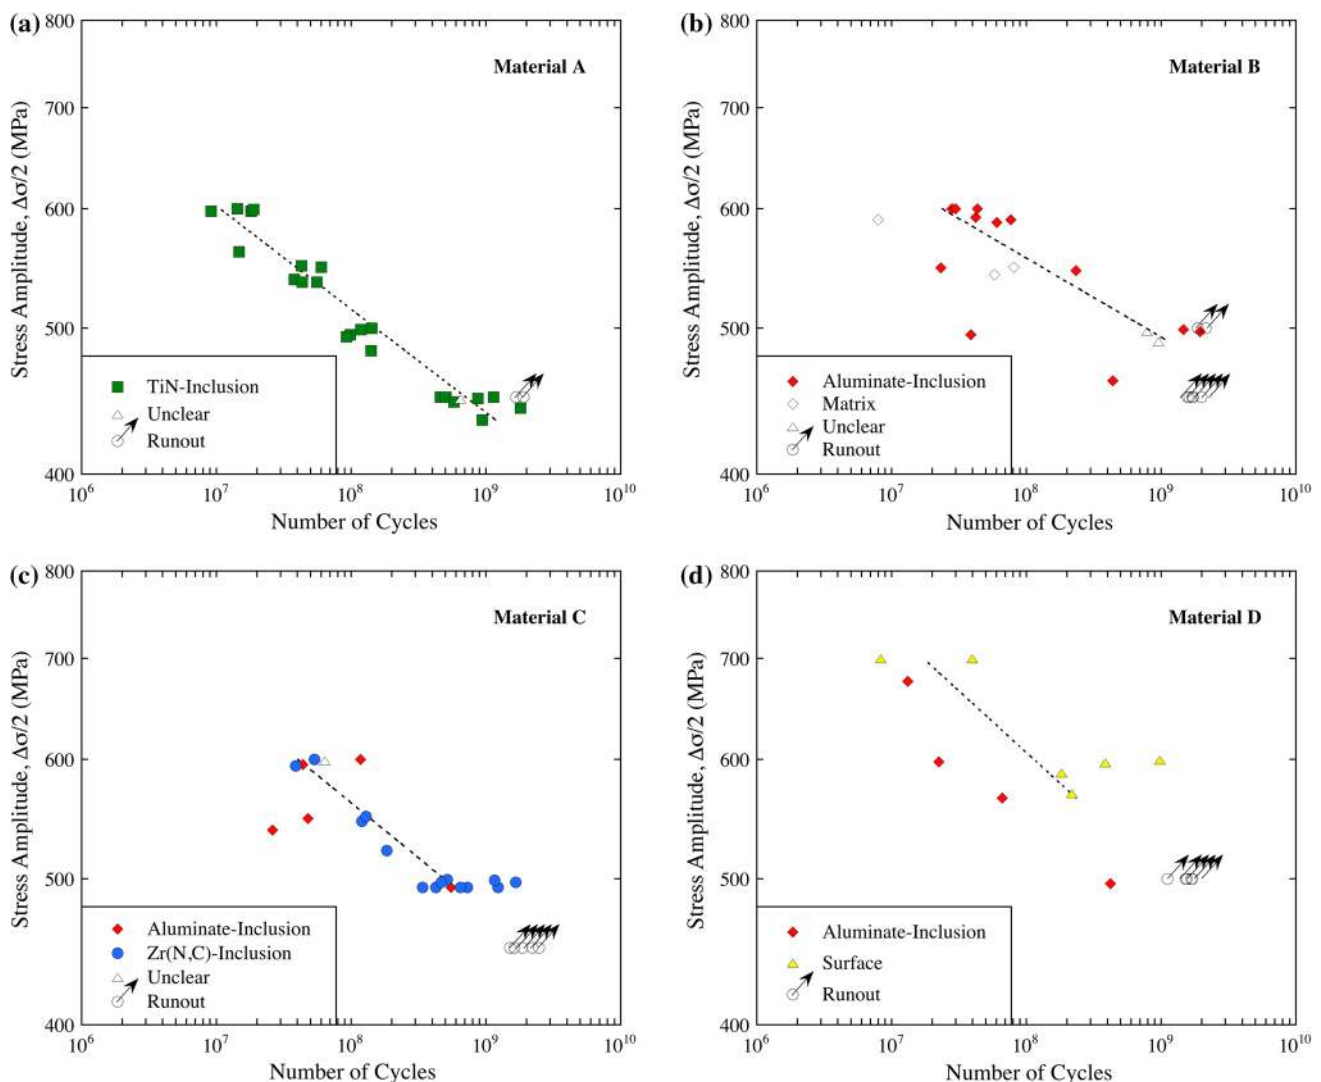 (a)
Material A
Stress Amplitude, Δσ/2 (MPa)
800
700
600
500
400
TiN-Inclusion
Unclear
Runout
10⁶ 10⁷ 10⁸ 10⁹ 10¹⁰
Number of Cycles
(b)
Material B
Stress Amplitude, Δσ/2 (MPa)
800
700
600
500
400
Aluminate-Inclusion
Matrix
Unclear
Runout
10⁶ 10⁷ 10⁸ 10⁹ 10¹⁰
Number of Cycles
(c)
Material C
Stress Amplitude, Δσ/2 (MPa)
800
700
600
500
400
Aluminate-Inclusion
Zr(N,C)-Inclusion
Unclear
Runout
10⁶ 10⁷ 10⁸ 10⁹ 10¹⁰
Number of Cycles
(d)
Material D
Stress Amplitude, Δσ/2 (MPa)
800
700
600
500
400
Aluminate-Inclusion
Surface
Runout
10⁶ 10⁷ 10⁸ 10⁹ 10¹⁰
Number of Cycles